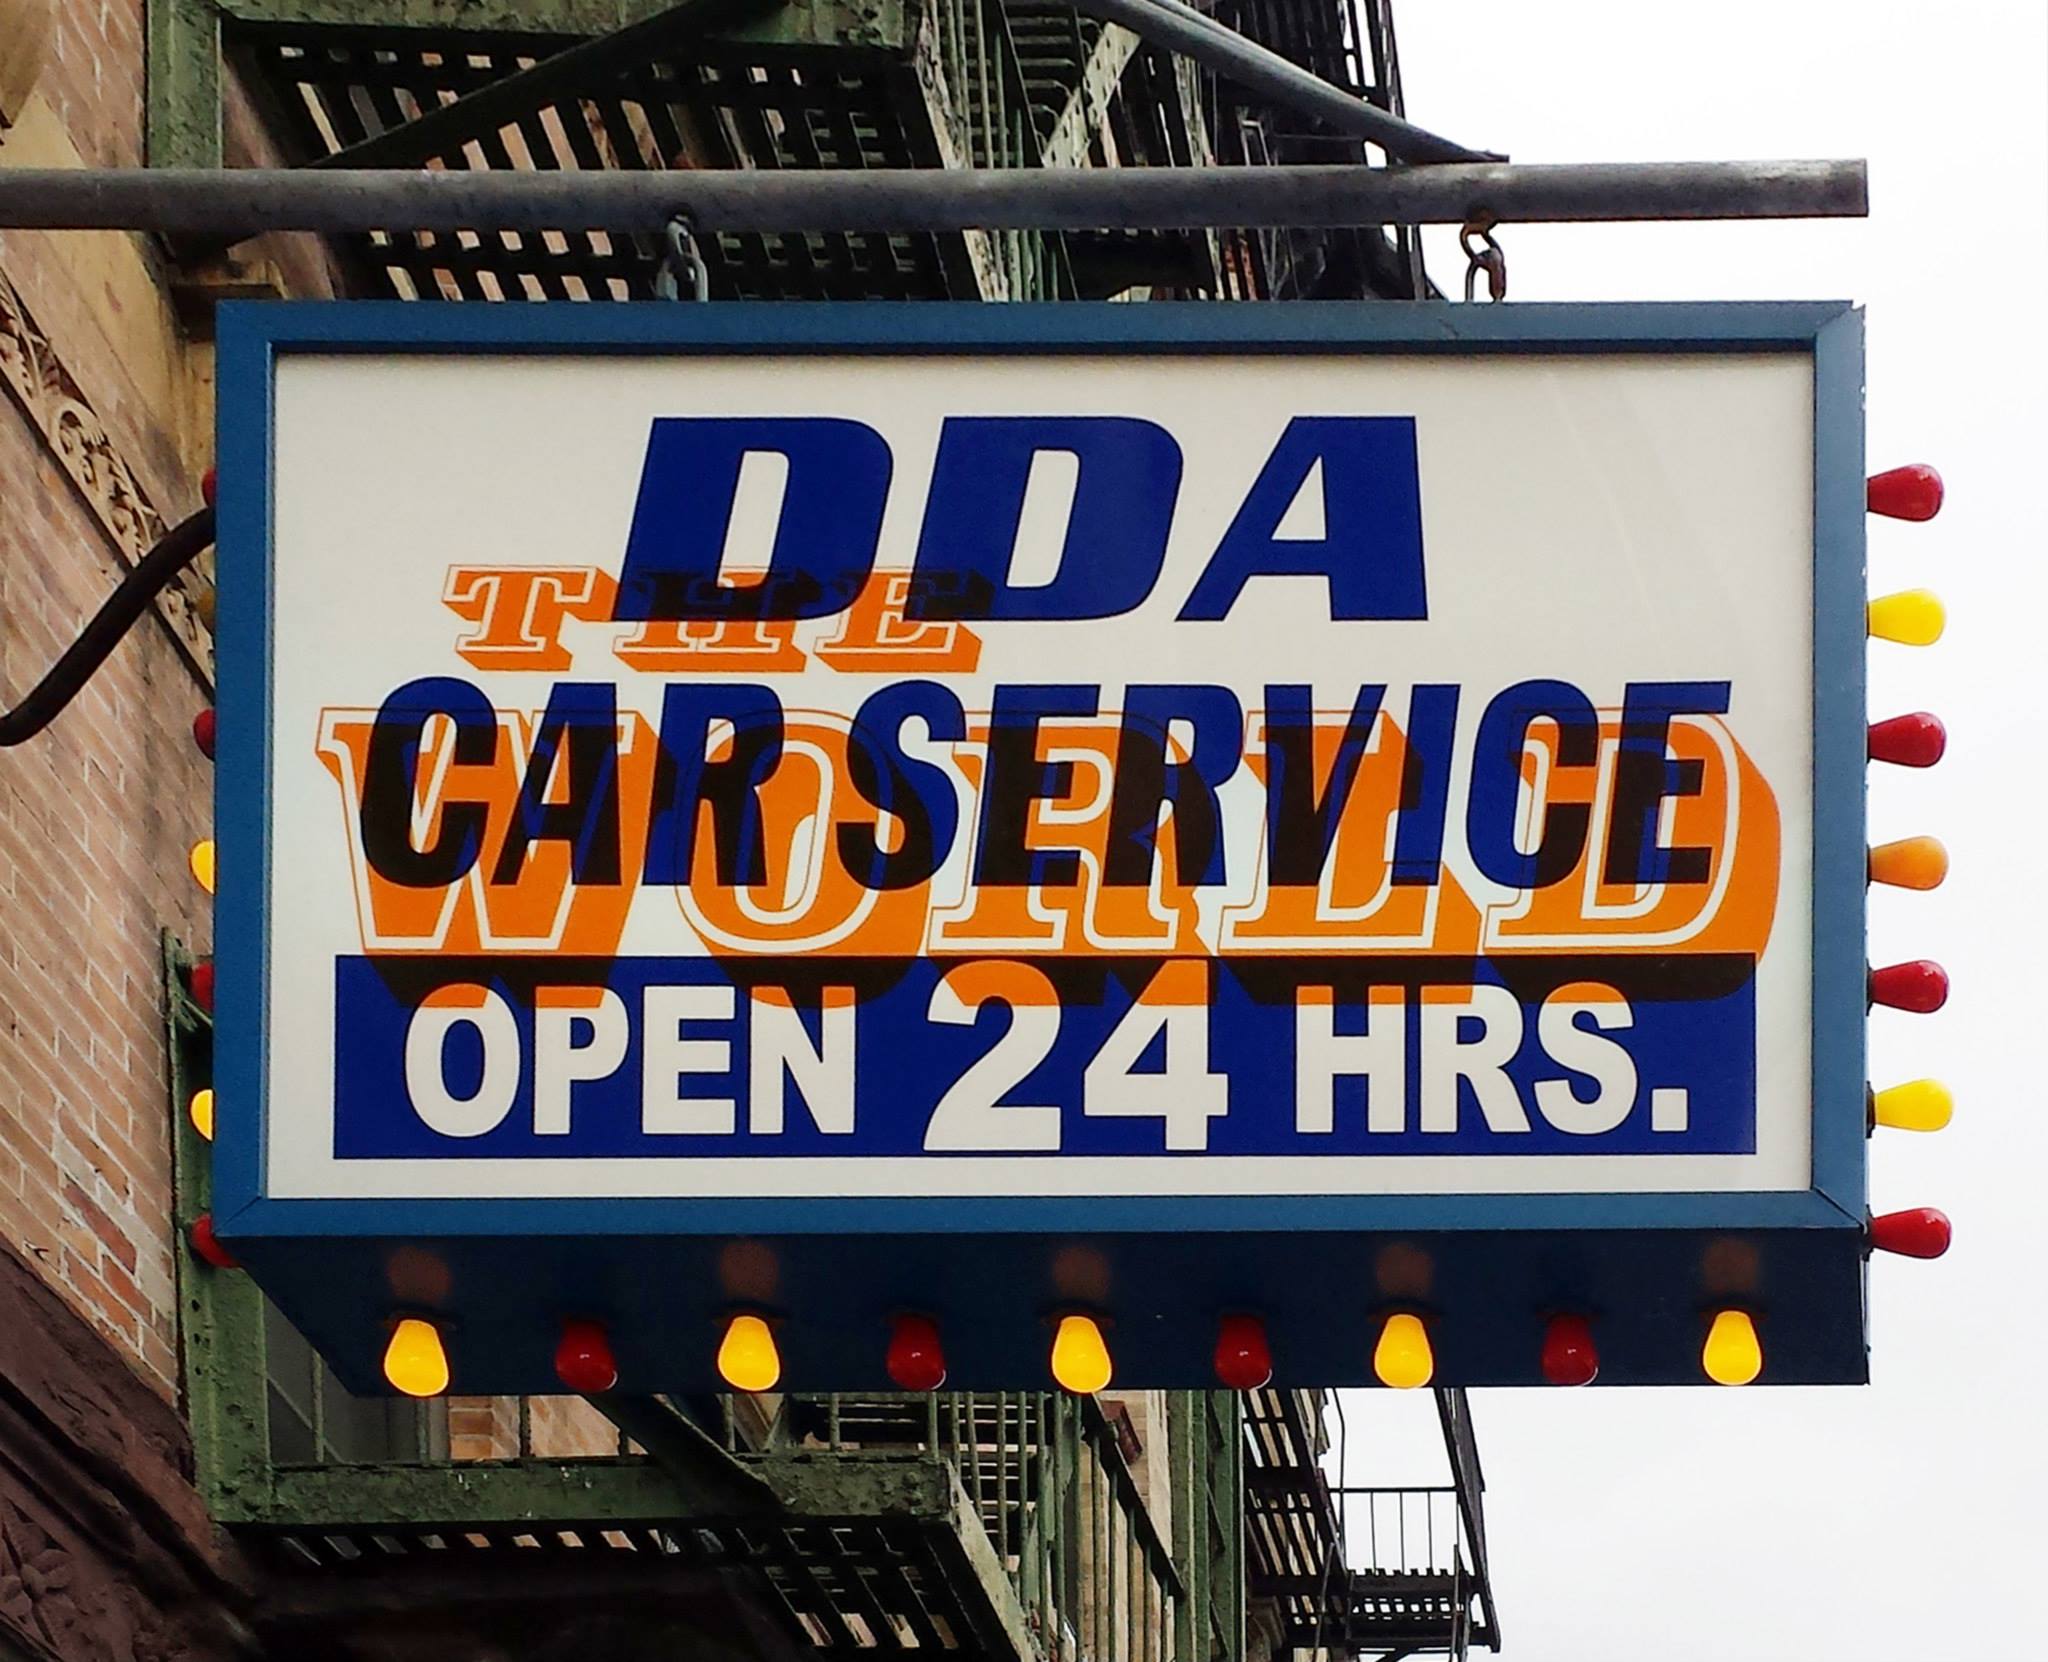 DDA
THE
CAR SERVICE
WORLD
OPEN 24 HRS.